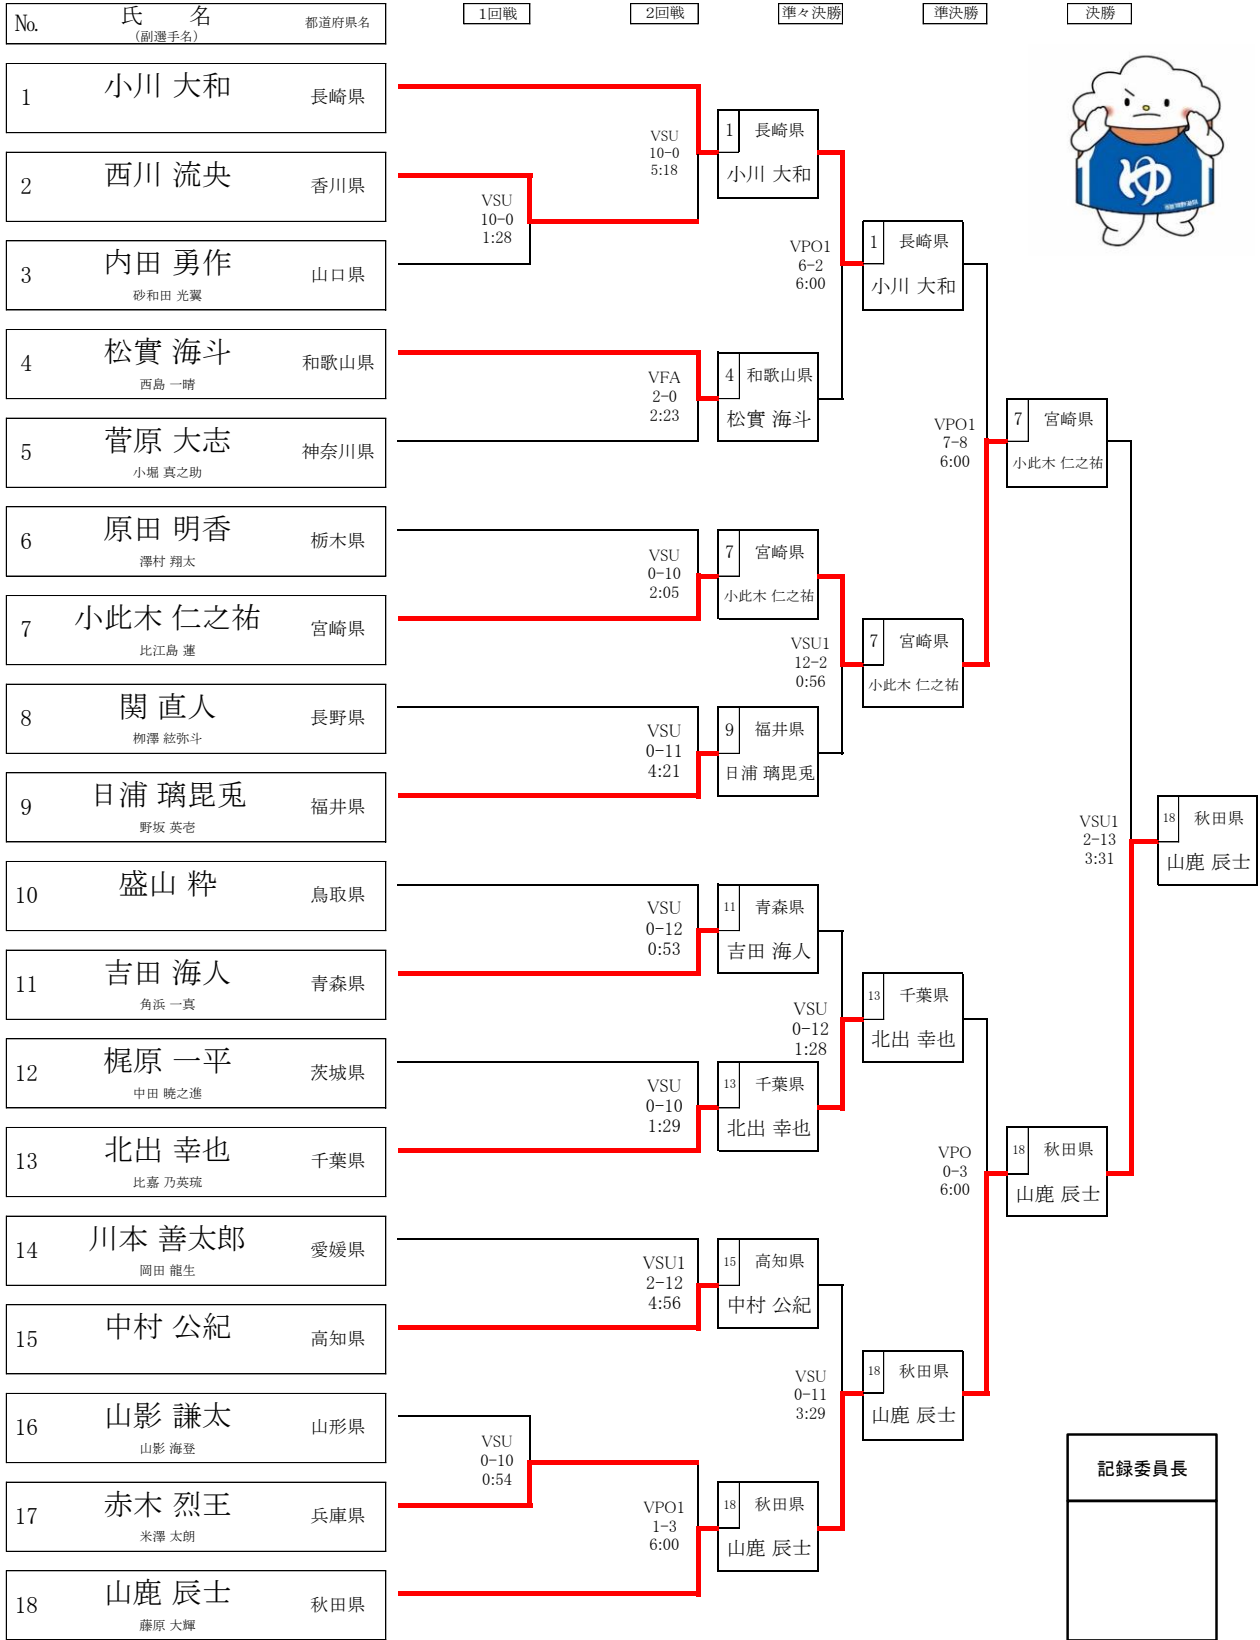 No. 氏 名 都道府県名 1回戦 2回戦 準々決勝 準決勝 決勝
(副選手名)
1 小川 大和 長崎県
2 西川 流央 香川県
3 内田 勇作 山口県
砂和田 光翼
4 松實 海斗 和歌山県
西島 一晴
5 菅原 大志 神奈川県
小堀 真之助
6 原田 明香 栃木県
澤村 翔太
7 小此木 仁之祐 宮崎県
比江島 蓮
8 関 直人 長野県
栁澤 絃弥斗
9 日浦 璃毘兎 福井県
野坂 英壱
10 盛山 粋 鳥取県
11 吉田 海人 青森県
角浜 一真
12 梶原 一平 茨城県
中田 暁之進
13 北出 幸也 千葉県
比嘉 乃英琉
14 川本 善太郎 愛媛県
岡田 龍生
15 中村 公紀 高知県
16 山影 謙太 山形県
山影 海登
17 赤木 烈王 兵庫県
米澤 太朗
18 山鹿 辰士 秋田県
藤原 大輝
VSU
10-0
1:28
VSU
0-10
0:54
VSU
10-0
5:18
VFA
2-0
2:23
VSU
0-10
2:05
VSU
0-11
4:21
VSU
0-12
0:53
VSU
0-10
1:29
VSU1
2-12
4:56
VPO1
1-3
6:00
1 長崎県
小川 大和
4 和歌山県
松實 海斗
7 宮崎県
小此木 仁之祐
9 福井県
日浦 璃毘兎
11 青森県
吉田 海人
13 千葉県
北出 幸也
15 高知県
中村 公紀
18 秋田県
山鹿 辰士
VPO1
6-2
6:00
VSU1
12-2
0:56
VSU
0-12
1:28
VSU
0-11
3:29
1 長崎県
小川 大和
7 宮崎県
小此木 仁之祐
13 千葉県
北出 幸也
18 秋田県
山鹿 辰士
VPO1
7-8
6:00
VPO
0-3
6:00
7 宮崎県
小此木 仁之祐
18 秋田県
山鹿 辰士
VSU1
2-13
3:31
18 秋田県
山鹿 辰士
ゆ
記録委員長